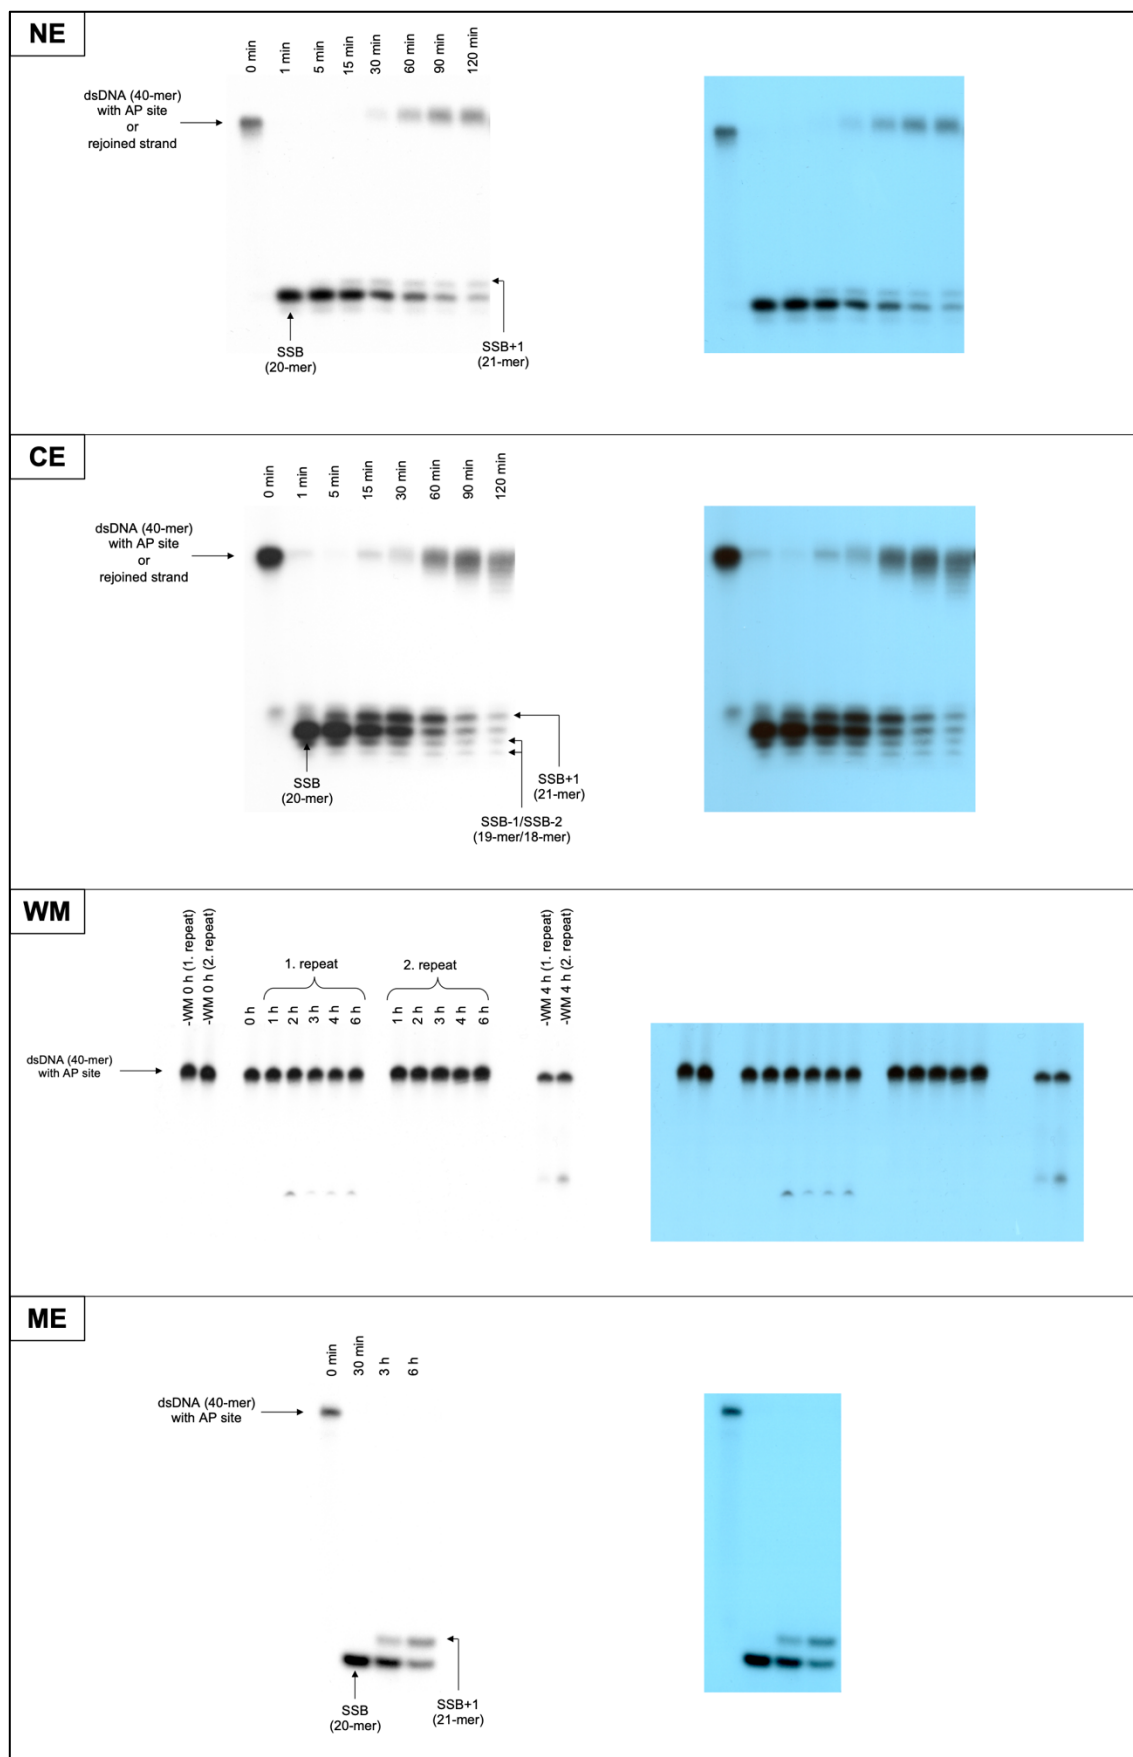 NE
0 min
1 min
5 min
15 min
30 min
60 min
90 min
120 min
dsDNA (40-mer)
with AP site
or
rejoined strand
SSB
(20-mer)
SSB+1
(21-mer)
CE
0 min
1 min
5 min
15 min
30 min
60 min
90 min
120 min
dsDNA (40-mer)
with AP site
or
rejoined strand
SSB
(20-mer)
SSB+1
(21-mer)
SSB-1/SSB-2
(19-mer/18-mer)
WM
-WM 0 h (1. repeat)
-WM 0 h (2. repeat)
1. repeat
2. repeat
0 h
1 h
2 h
3 h
4 h
6 h
1 h
2 h
3 h
4 h
6 h
-WM 4 h (1. repeat)
-WM 4 h (2. repeat)
dsDNA (40-mer)
with AP site
ME
0 min
30 min
3 h
6 h
dsDNA (40-mer)
with AP site
SSB
(20-mer)
SSB+1
(21-mer)